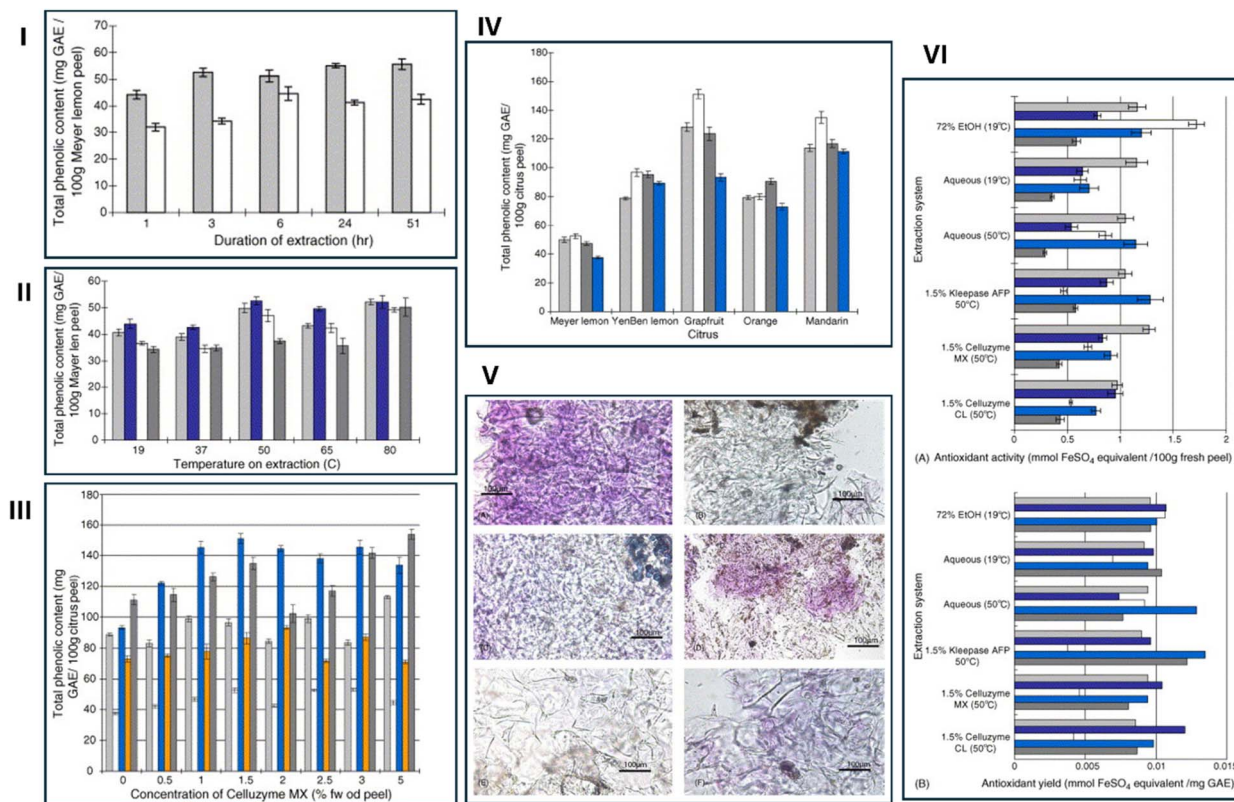 I
Total phenolic content (mg GAE /
100g Meyer lemon peel)
70
60
50
40
30
20
10
0
1 3 6 24 51
Duration of extraction (hr)
II
Total phenolic content (mg GAE/
100g Mayer len peel)
60
50
40
30
20
10
0
19 37 50 65 80
Temperature on extraction (C)
III
Total phenolic content (mg
GAE/ 100g citrus peel)
180
160
140
120
100
80
60
40
20
0
0 0.5 1 1.5 2 2.5 3 5
Concentration of Celluzyme MX (% fw od peel)
IV
Total phenolic content (mg GAE/
100g citrus peel)
180
160
140
120
100
80
60
40
20
0
Meyer lemon YenBen lemon Grapfruit Orange Mandarin
Citrus
V
100μm
(A)
100μm
(B)
100μm
100μm
(D)
100μm
(E)
100μm
(F)
VI
Extraction system
72% EtOH (19°C)
Aqueous (19°C)
Aqueous (50°C)
1.5% Kleepase AFP
50°C)
1.5% Celluzyme
MX (50°C)
1.5% Celluzyme
CL (50°C)
0 0.5 1 1.5 2
(A) Antioxidant activity (mmol FeSO₄ equivalent /100g fresh peel)
Extraction system
72% EtOH (19°C)
Aqueous (19°C)
Aqueous (50°C)
1.5% Kleepase AFP
50°C)
1.5% Celluzyme
MX (50°C)
1.5% Celluzyme
CL (50°C)
0 0.005 0.01 0.015
(B) Antioxidant yield (mmol FeSO₄ equivalent /mg GAE)